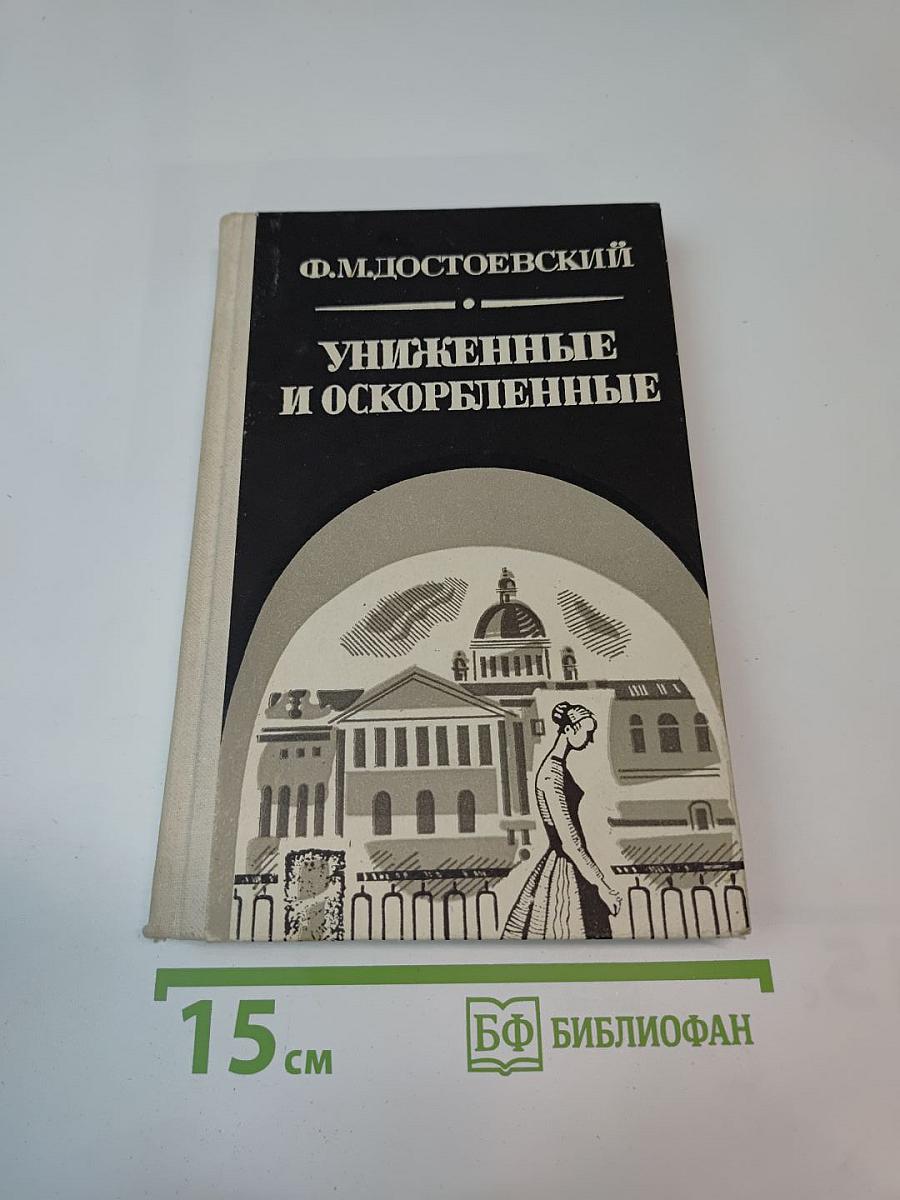 Ф.М.ДОСТОЕВСКИЙ
УНИЖЕННЫЕ
И ОСКОРБЛЕННЫЕ
15 см
БФ БИБЛИОФАН